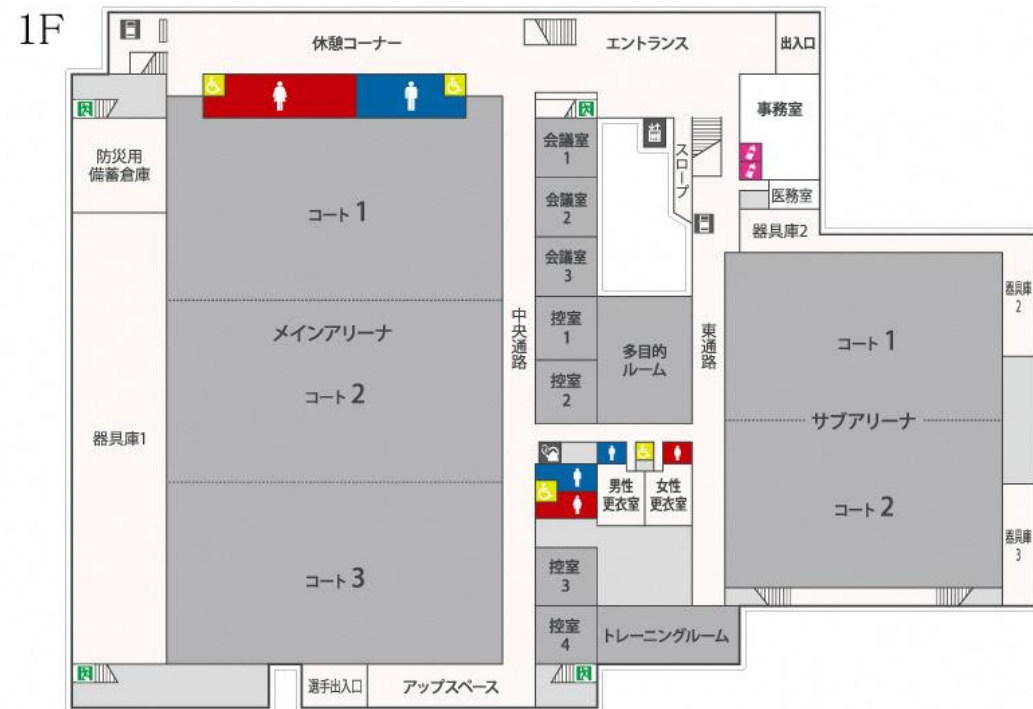 1F
休憩コーナー
エントランス
出入口
事務室
防災用
備蓄倉庫
会議室
1
スロープ
コート 1
会議室
2
医務室
器具庫2
会議室
3
器具庫
2
中央通路
控室
1
東通路
メインアリーナ
多目的
ルーム
コート 1
控室
2
コート 2
サブアリーナ
器具庫1
男性
更衣室
女性
更衣室
コート 2
器具庫
3
控室
3
コート 3
控室
4
トレーニングルーム
選手出入口
アップスペース